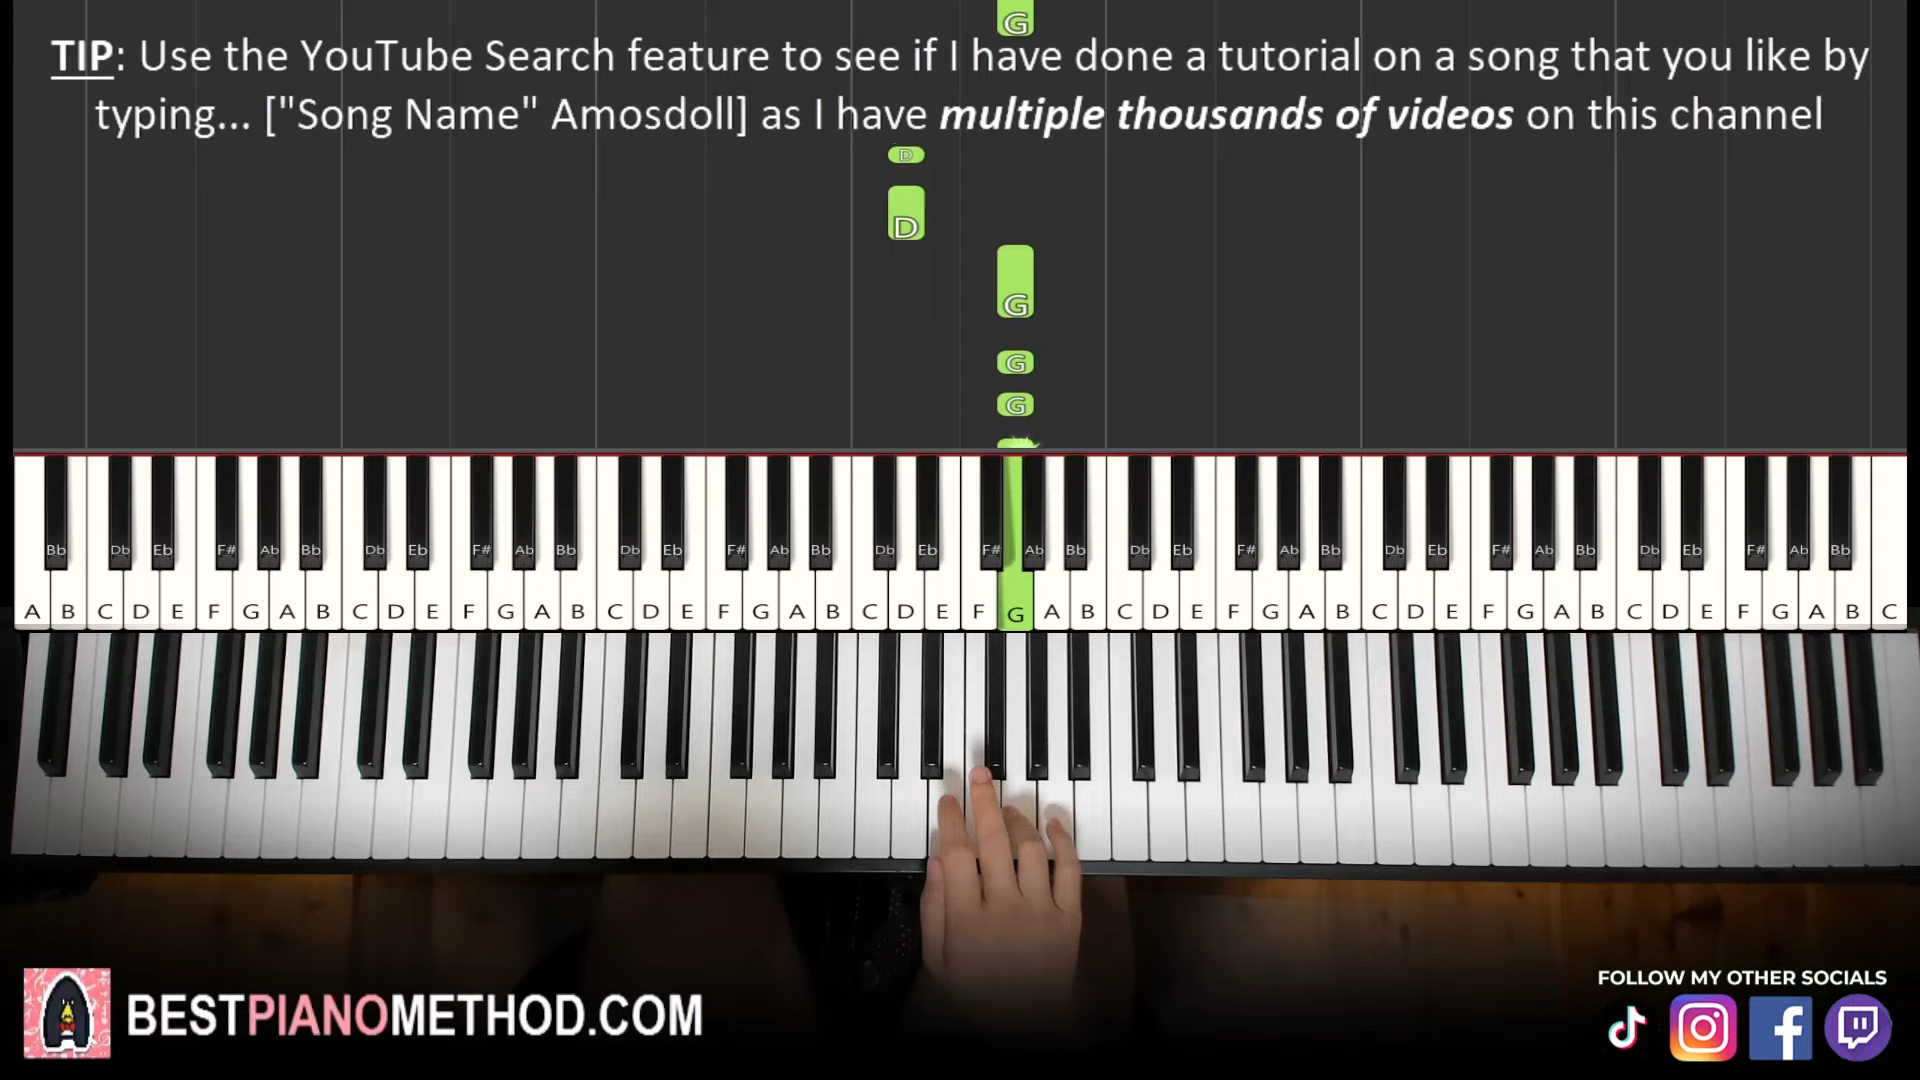 G
TIP: Use the YouTube Search feature to see if I have done a tutorial on a song that you like by
typing... ["Song Name" Amosdoll] as I have multiple thousands of videos on this channel
D
D
G
G
G
Bb Db Eb F# Ab Bb Db Eb F# Ab Bb Db Eb F# Ab Bb Db Eb F# Ab Bb Db Eb F# Ab Bb Db Eb F# Ab Bb Db Eb F# Ab Bb
A B C D E F G A B C D E F G A B C D E F G A B C D E F G A B C D E F G A B C D E F G A B C D E F G A B C
FOLLOW MY OTHER SOCIALS
BESTPIANOMETHOD.COM